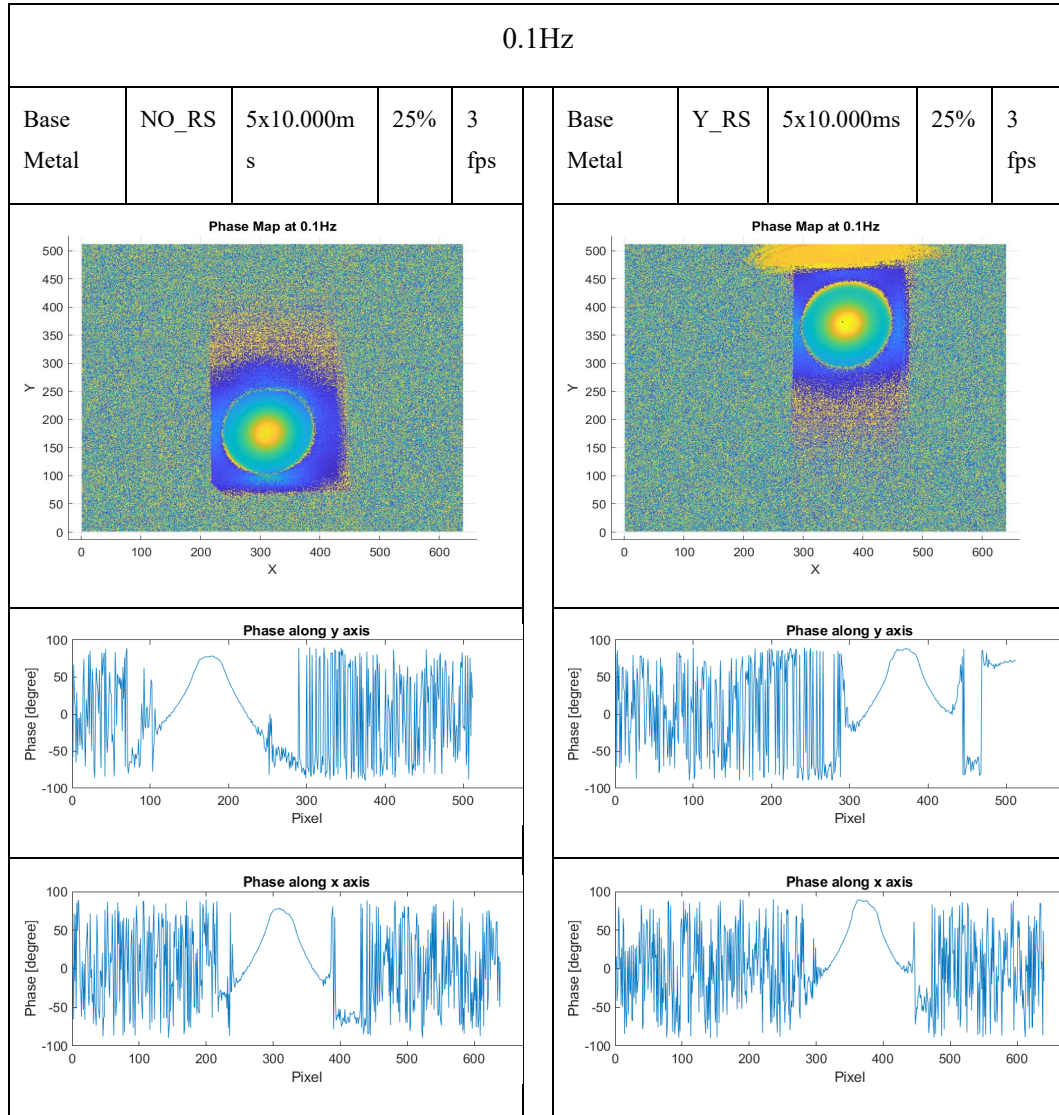 0.1Hz
Base Metal NO_RS 5x10.000m s 25% 3 fps
Base Metal Y_RS 5x10.000ms 25% 3 fps
Phase Map at 0.1Hz
500
450
400
350
300
250
200
150
100
50
0
Y
0 100 200 300 400 500 600
X
Phase Map at 0.1Hz
500
450
400
350
300
250
200
150
100
50
0
Y
0 100 200 300 400 500 600
X
Phase along y axis
100
50
0
-50
-100
Phase [degree]
0 100 200 300 400 500
Pixel
Phase along y axis
100
50
0
-50
-100
Phase [degree]
0 100 200 300 400 500
Pixel
Phase along x axis
100
50
0
-50
-100
Phase [degree]
0 100 200 300 400 500 600
Pixel
Phase along x axis
100
50
0
-50
-100
Phase [degree]
0 100 200 300 400 500 600
Pixel